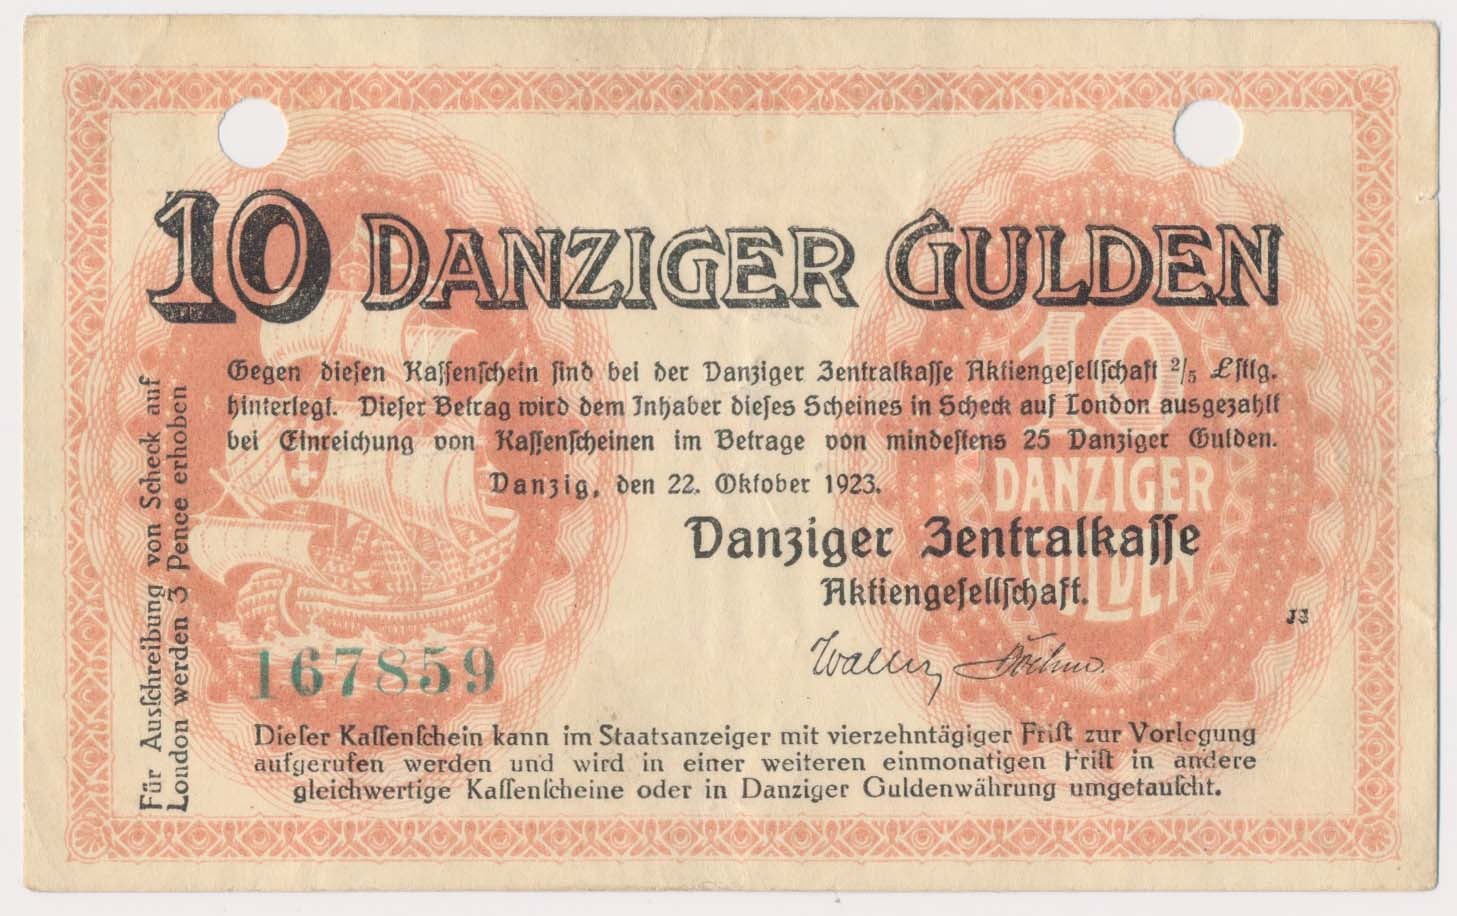 10 DANZIGER GULDEN
Gegen diesen Kassenschein sind bei der Danziger Zentralkasse Aktiengesellschaft 2/5 £stlg.
hinterlegt. Dieser Betrag wird dem Inhaber dieses Scheines in Scheck auf London ausgezahlt
bei Einreichung von Kassenscheinen im Betrage von mindestens 25 Danziger Gulden.
Danzig, den 22. Oktober 1923.
Danziger Zentralkasse
Aktiengesellschaft.
10
DANZIGER
GULDEN
JS
167859
Dieſer Kaſſenſchein kann im Staatsanzeiger mit vierzehntägiger Friſt zur Vorlegung
aufgerufen werden und wird in einer weiteren einmonatigen Friſt in andere
gleichwertige Kaſſenſcheine oder in Danziger Guldenwährung umgetauſcht.
Für Ausſchreibung von Scheck auf
London werden 3 Pence erhoben